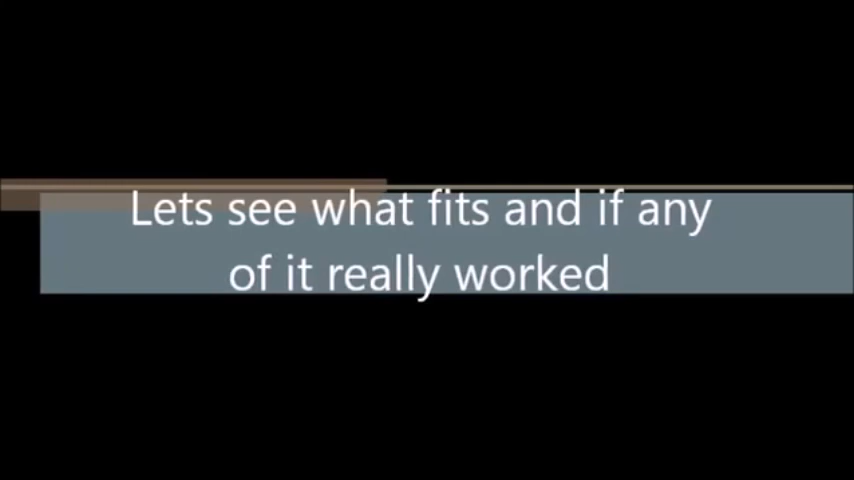 Lets see what fits and if any
of it really worked